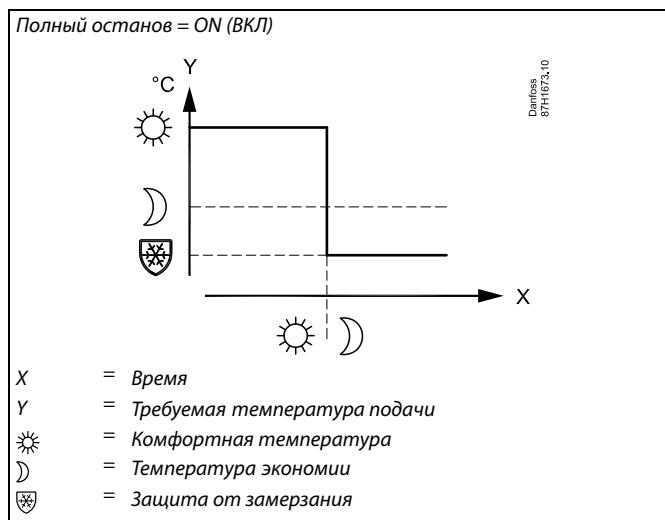 Полный останов = ON (ВКЛ)
Y
°C
Danfoss
87H1673.10
X
X = Время
Y = Требуемая температура подачи
= Комфортная температура
= Температура экономии
= Защита от замерзания